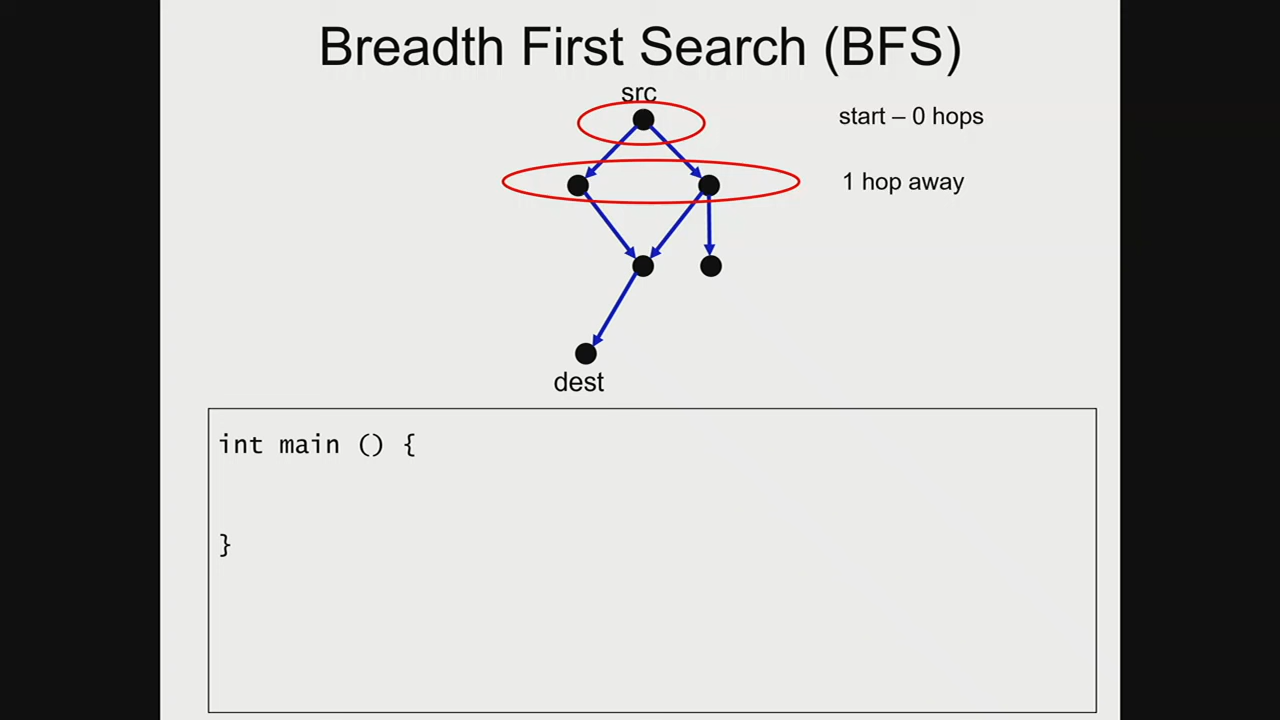 Breadth First Search (BFS)
src
start – 0 hops
1 hop away
dest
int main () {
}